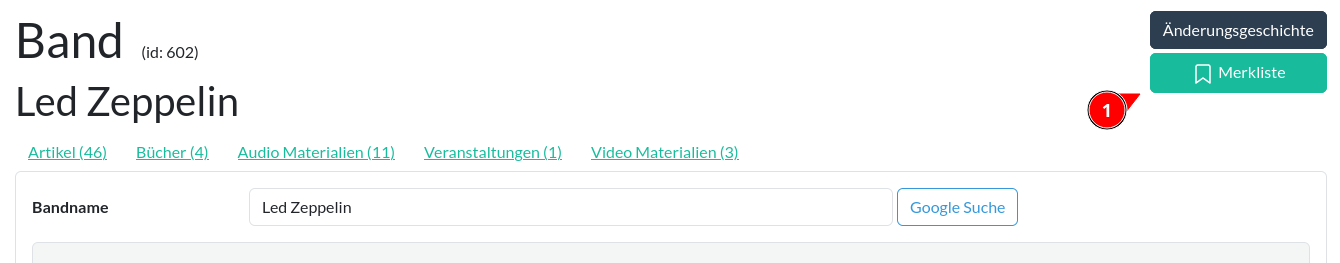 Band (id: 602)
Änderungsgeschichte
Merkliste
Led Zeppelin
1
Artikel (46) Bücher (4) Audio Materialien (11) Veranstaltungen (1) Video Materialien (3)
Bandname Led Zeppelin Google Suche